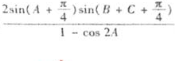 2sin(A + π/4)sin(B + C + π/4)
1 - cos 2A